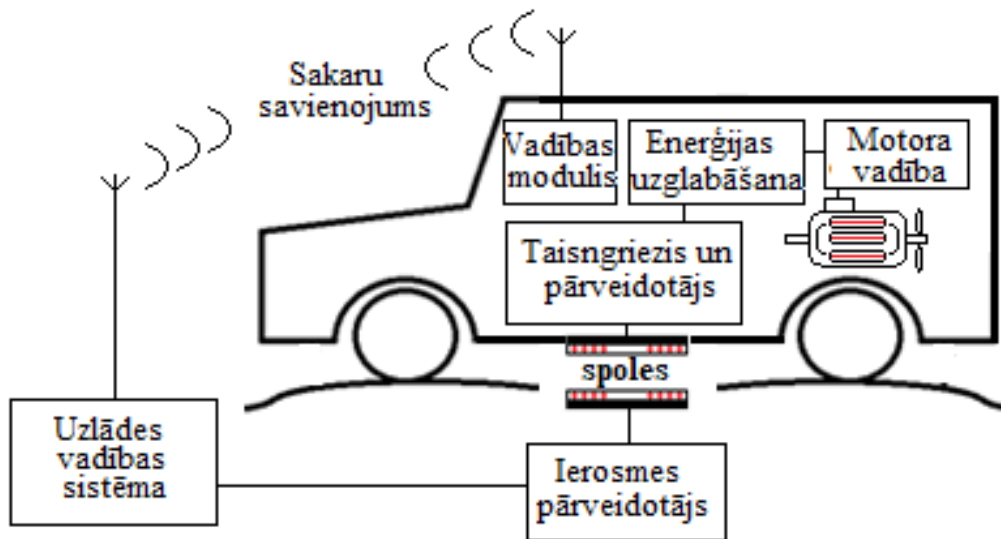 Sakaru
savienojums
Vadības
modulis
Enerģijas
uzglabāšana
Motora
vadība
Taisngriezis un
pārveidotājs
spoles
Uzlādes
vadības
sistēma
Ierosmes
pārveidotājs